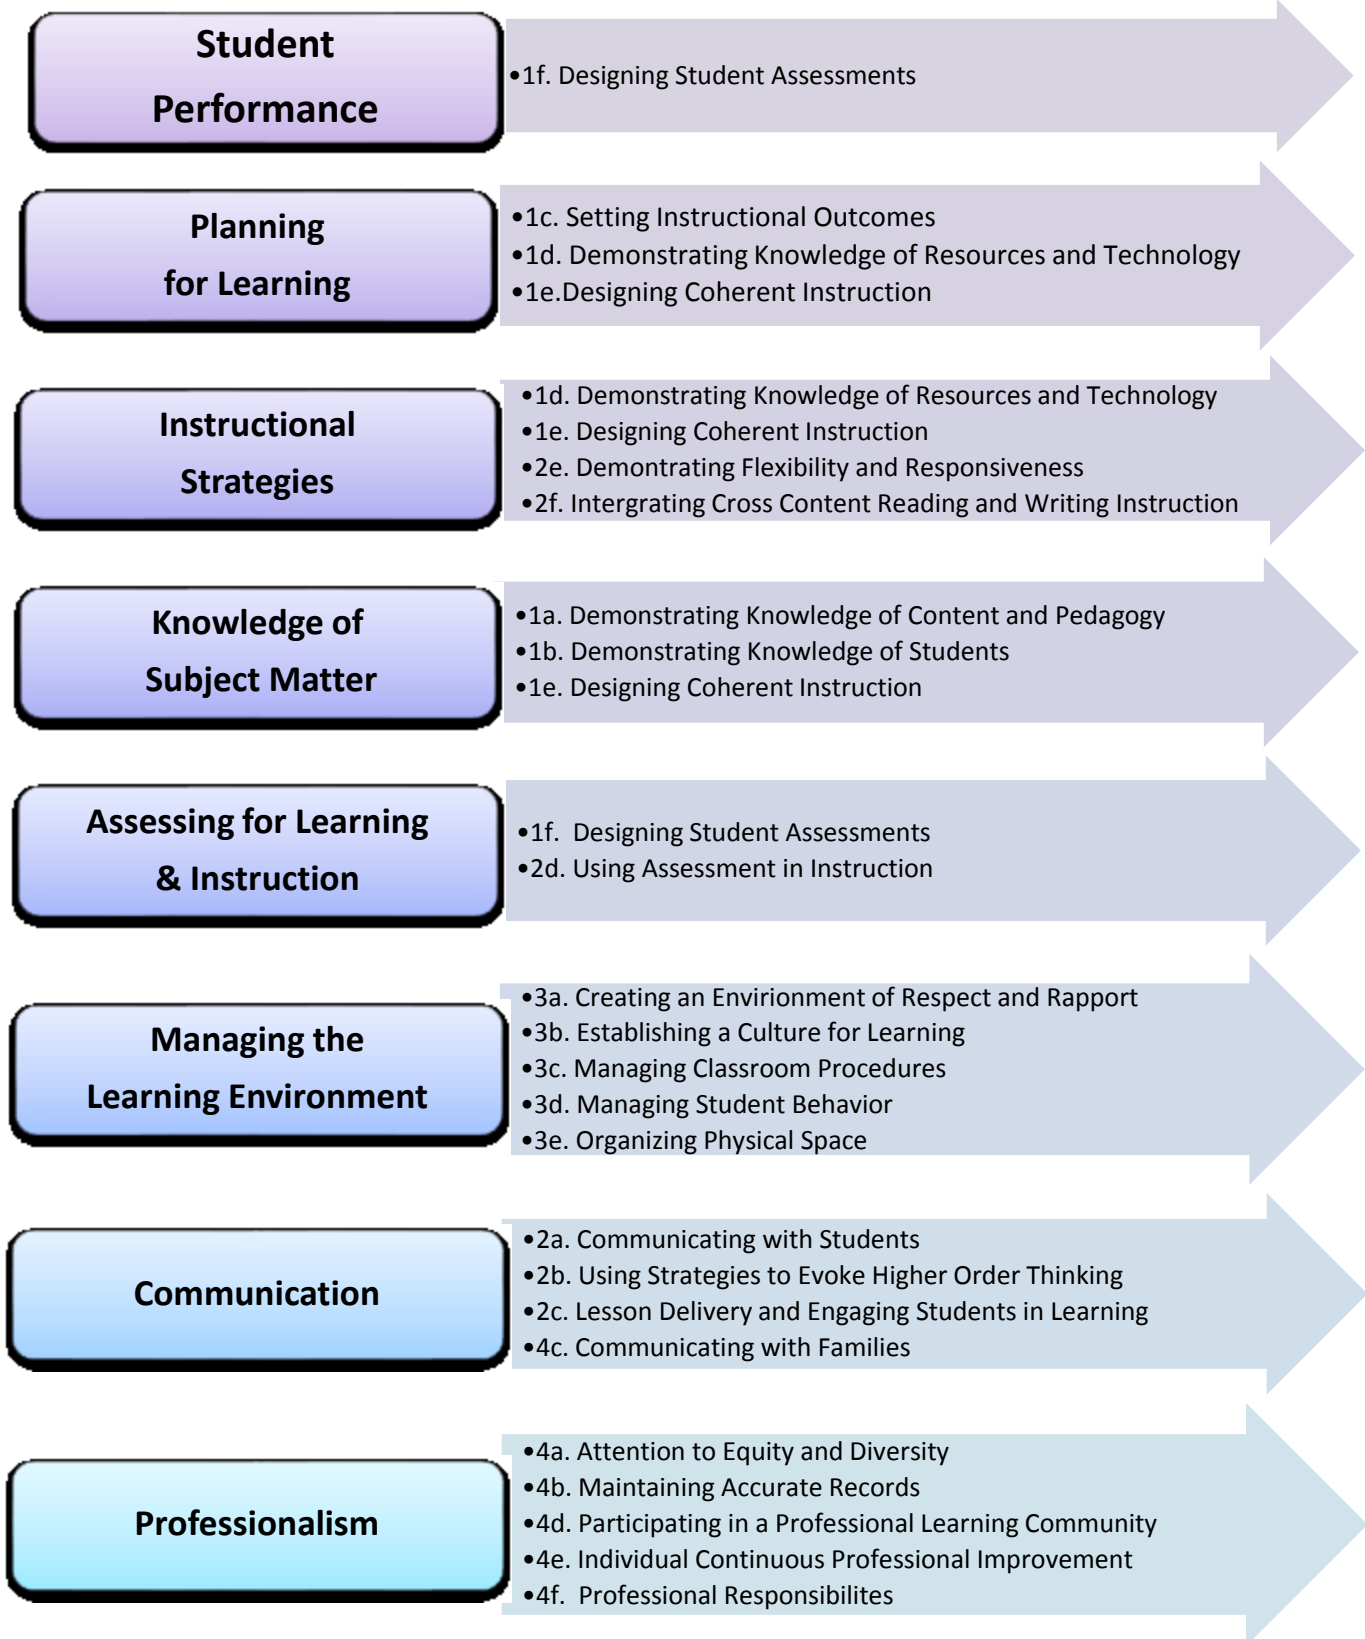 Student
Performance
•1f. Designing Student Assessments
Planning
for Learning
•1c. Setting Instructional Outcomes
•1d. Demonstrating Knowledge of Resources and Technology
•1e.Designing Coherent Instruction
Instructional
Strategies
•1d. Demonstrating Knowledge of Resources and Technology
•1e. Designing Coherent Instruction
•2e. Demontrating Flexibility and Responsiveness
•2f. Intergrating Cross Content Reading and Writing Instruction
Knowledge of
Subject Matter
•1a. Demonstrating Knowledge of Content and Pedagogy
•1b. Demonstrating Knowledge of Students
•1e. Designing Coherent Instruction
Assessing for Learning
& Instruction
•1f. Designing Student Assessments
•2d. Using Assessment in Instruction
Managing the
Learning Environment
•3a. Creating an Envirionment of Respect and Rapport
•3b. Establishing a Culture for Learning
•3c. Managing Classroom Procedures
•3d. Managing Student Behavior
•3e. Organizing Physical Space
Communication
•2a. Communicating with Students
•2b. Using Strategies to Evoke Higher Order Thinking
•2c. Lesson Delivery and Engaging Students in Learning
•4c. Communicating with Families
Professionalism
•4a. Attention to Equity and Diversity
•4b. Maintaining Accurate Records
•4d. Participating in a Professional Learning Community
•4e. Individual Continuous Professional Improvement
•4f. Professional Responsibilites